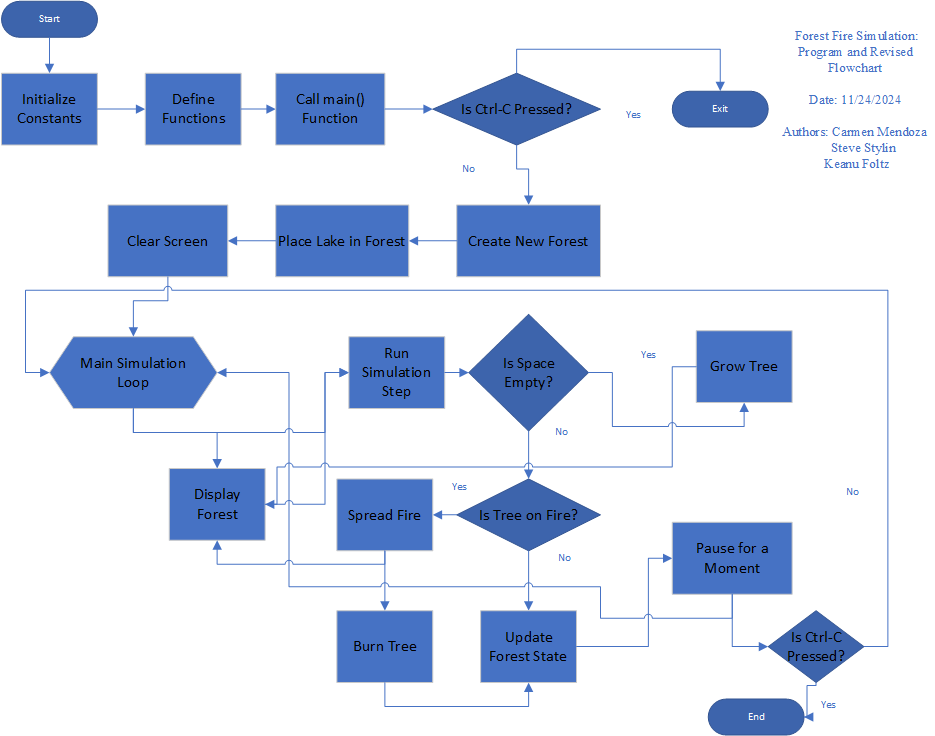 Start
Forest Fire Simulation:
Program and Revised
Flowchart
Date: 11/24/2024
Authors: Carmen Mendoza
Steve Stylin
Keanu Foltz
Initialize
Constants
Define
Functions
Call main()
Function
Is Ctrl-C Pressed?
Yes
Exit
No
Clear Screen
Place Lake in Forest
Create New Forest
Main Simulation
Loop
Run
Simulation
Step
Is Space
Empty?
Yes
Grow Tree
No
Display
Forest
Spread Fire
Yes
Is Tree on Fire?
No
No
Pause for a
Moment
Burn Tree
Update
Forest State
Is Ctrl-C
Pressed?
Yes
End